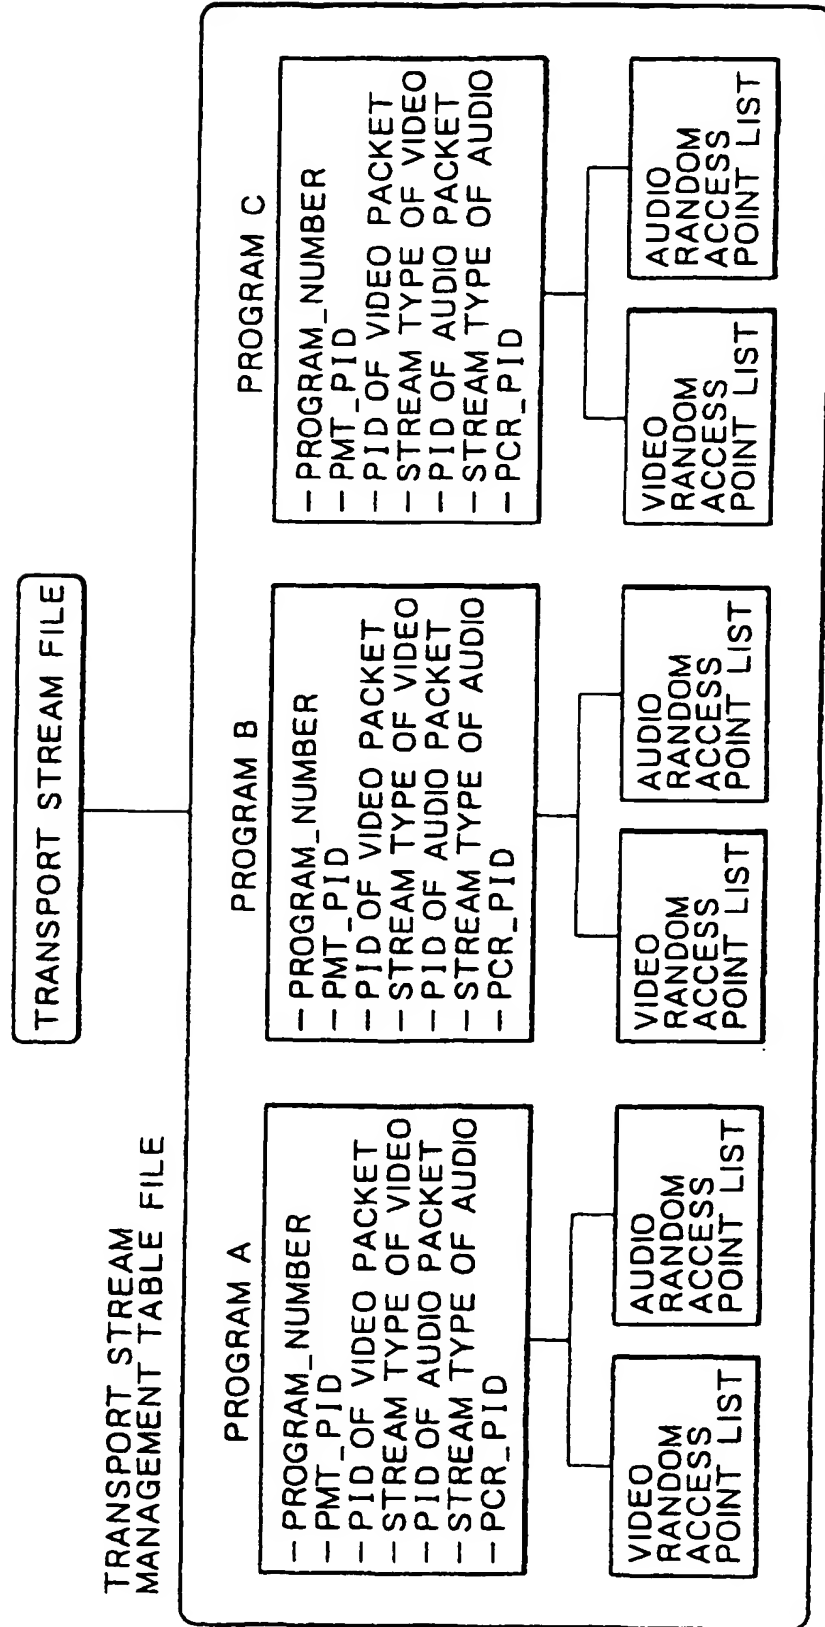 TRANSPORT STREAM FILE
TRANSPORT STREAM
MANAGEMENT TABLE FILE
PROGRAM A
— PROGRAM_NUMBER
— PMT_PID
— PID OF VIDEO PACKET
— STREAM TYPE OF VIDEO
— PID OF AUDIO PACKET
— STREAM TYPE OF AUDIO
— PCR_PID
VIDEO
RANDOM
ACCESS
POINT LIST
AUDIO
RANDOM
ACCESS
POINT LIST
PROGRAM B
— PROGRAM_NUMBER
— PMT_PID
— PID OF VIDEO PACKET
— STREAM TYPE OF VIDEO
— PID OF AUDIO PACKET
— STREAM TYPE OF AUDIO
— PCR_PID
VIDEO
RANDOM
ACCESS
POINT LIST
AUDIO
RANDOM
ACCESS
POINT LIST
PROGRAM C
— PROGRAM_NUMBER
— PMT_PID
— PID OF VIDEO PACKET
— STREAM TYPE OF VIDEO
— PID OF AUDIO PACKET
— STREAM TYPE OF AUDIO
— PCR_PID
VIDEO
RANDOM
ACCESS
POINT LIST
AUDIO
RANDOM
ACCESS
POINT LIST